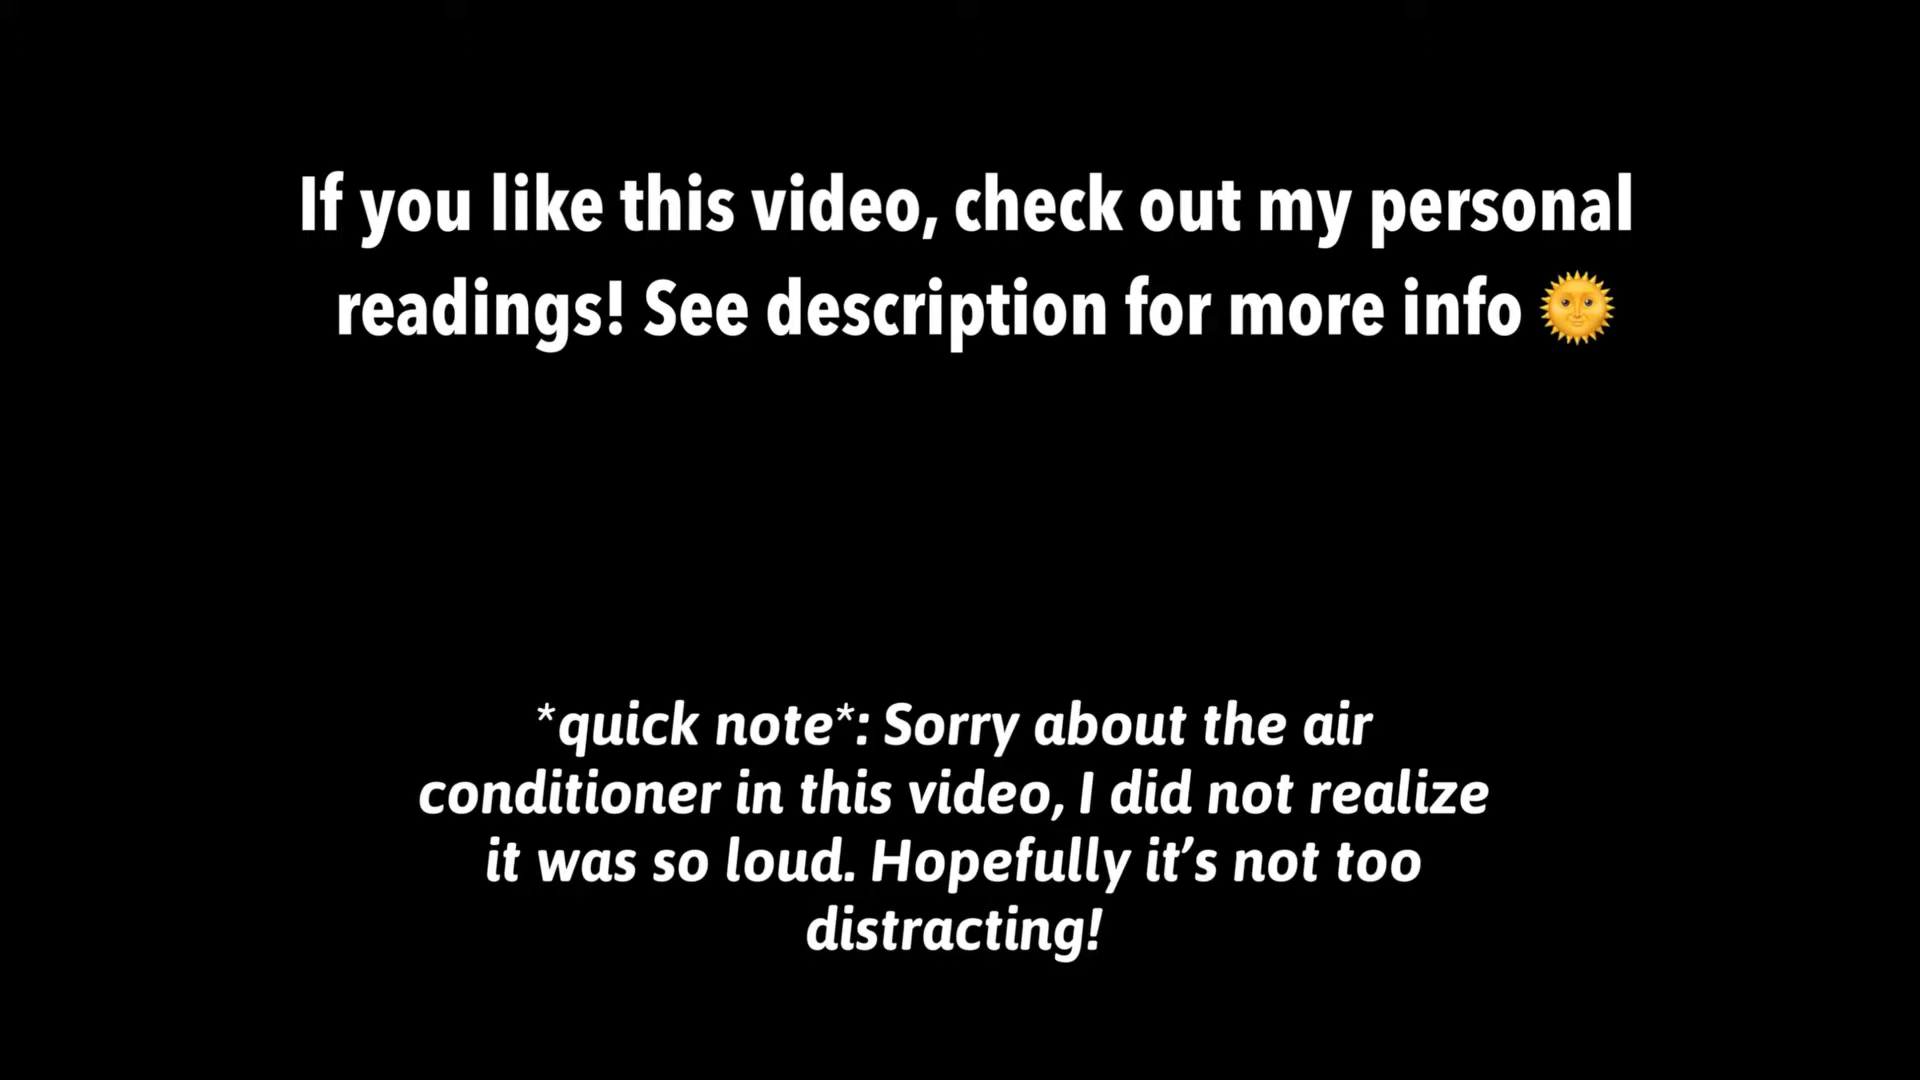 If you like this video, check out my personal
readings! See description for more info 🌞
*quick note*: Sorry about the air
conditioner in this video, I did not realize
it was so loud. Hopefully it’s not too
distracting!